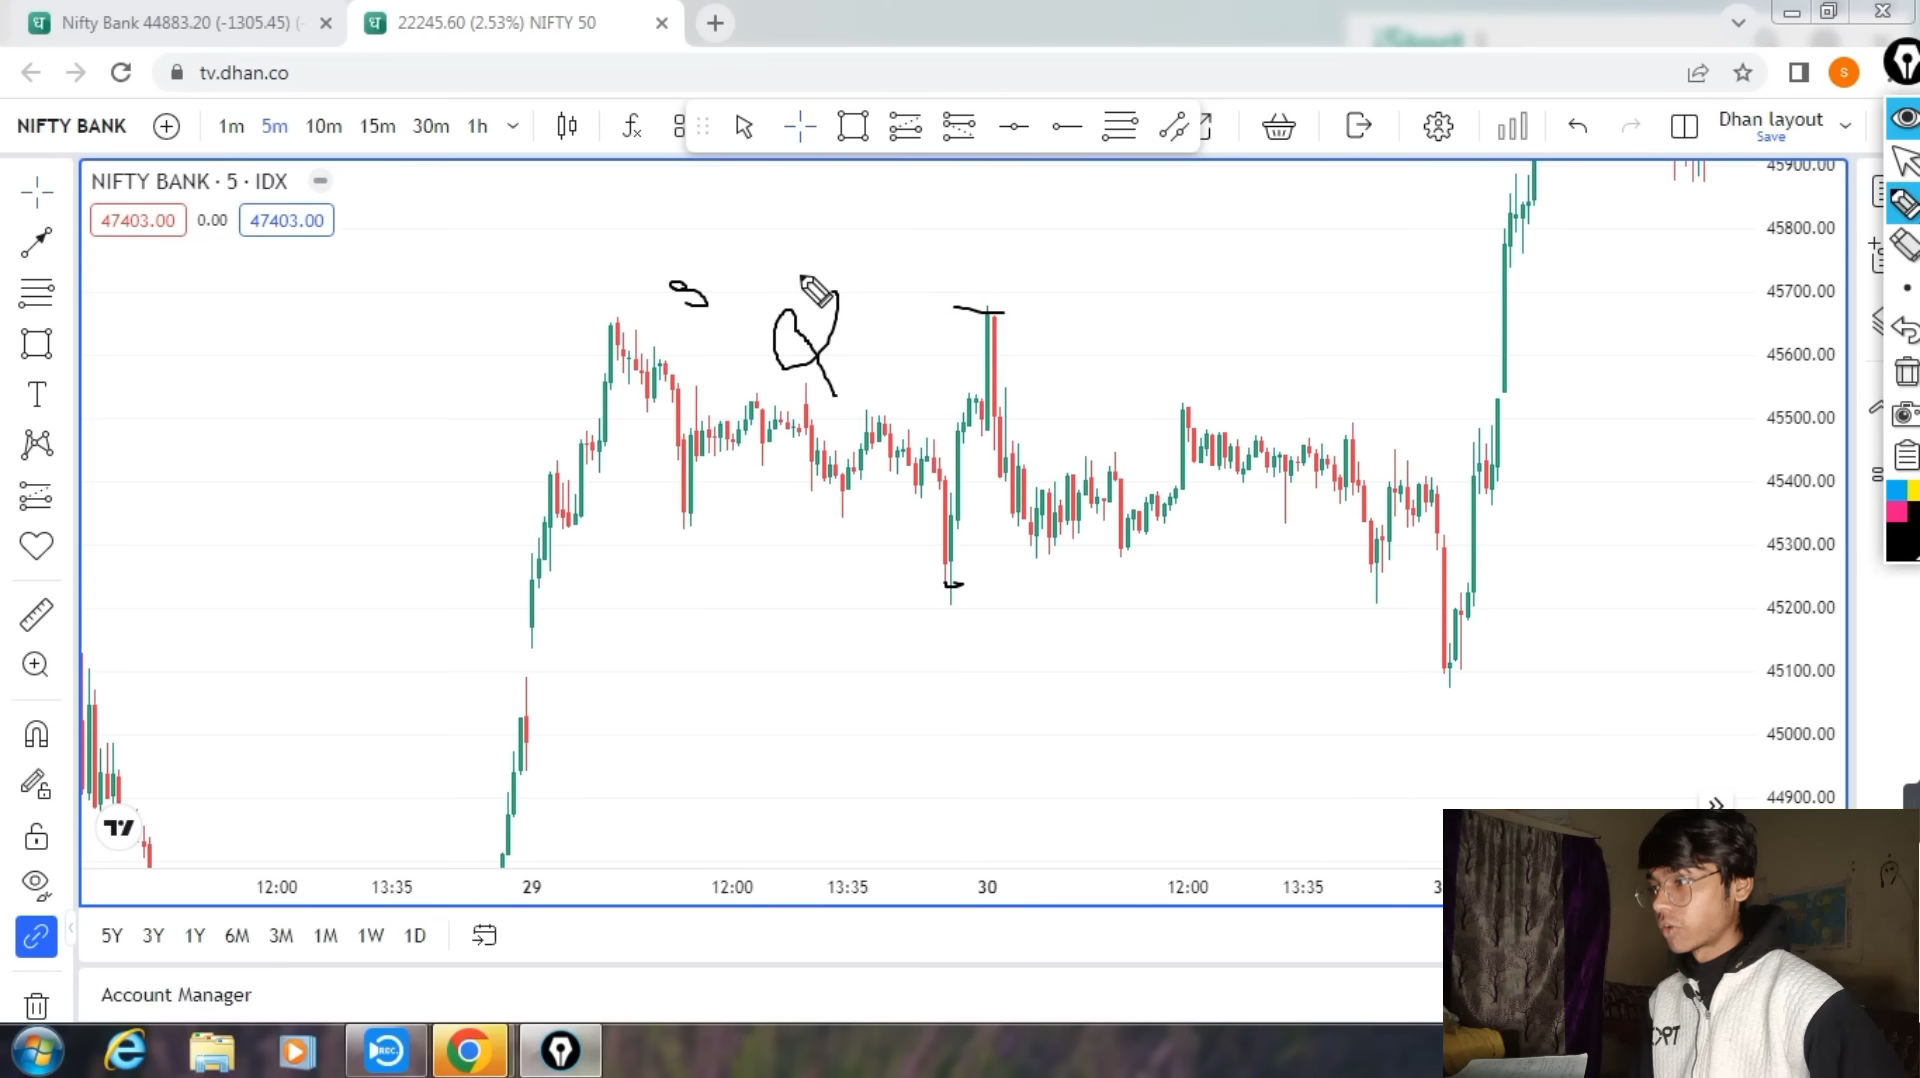 Nifty Bank 44883.20 (-1305.45) (-
22245.60 (2.53%) NIFTY 50
tv.dhan.co
S
NIFTY BANK
1m 5m 10m 15m 30m 1h
Dhan layout
Save
NIFTY BANK · 5 · IDX
47403.00 0.00 47403.00
45900.00
45800.00
45700.00
45600.00
45500.00
45400.00
45300.00
45200.00
45100.00
45000.00
44900.00
12:00 13:35 29 12:00 13:35 30 12:00 13:35 3
5Y 3Y 1Y 6M 3M 1M 1W 1D
Account Manager
REC